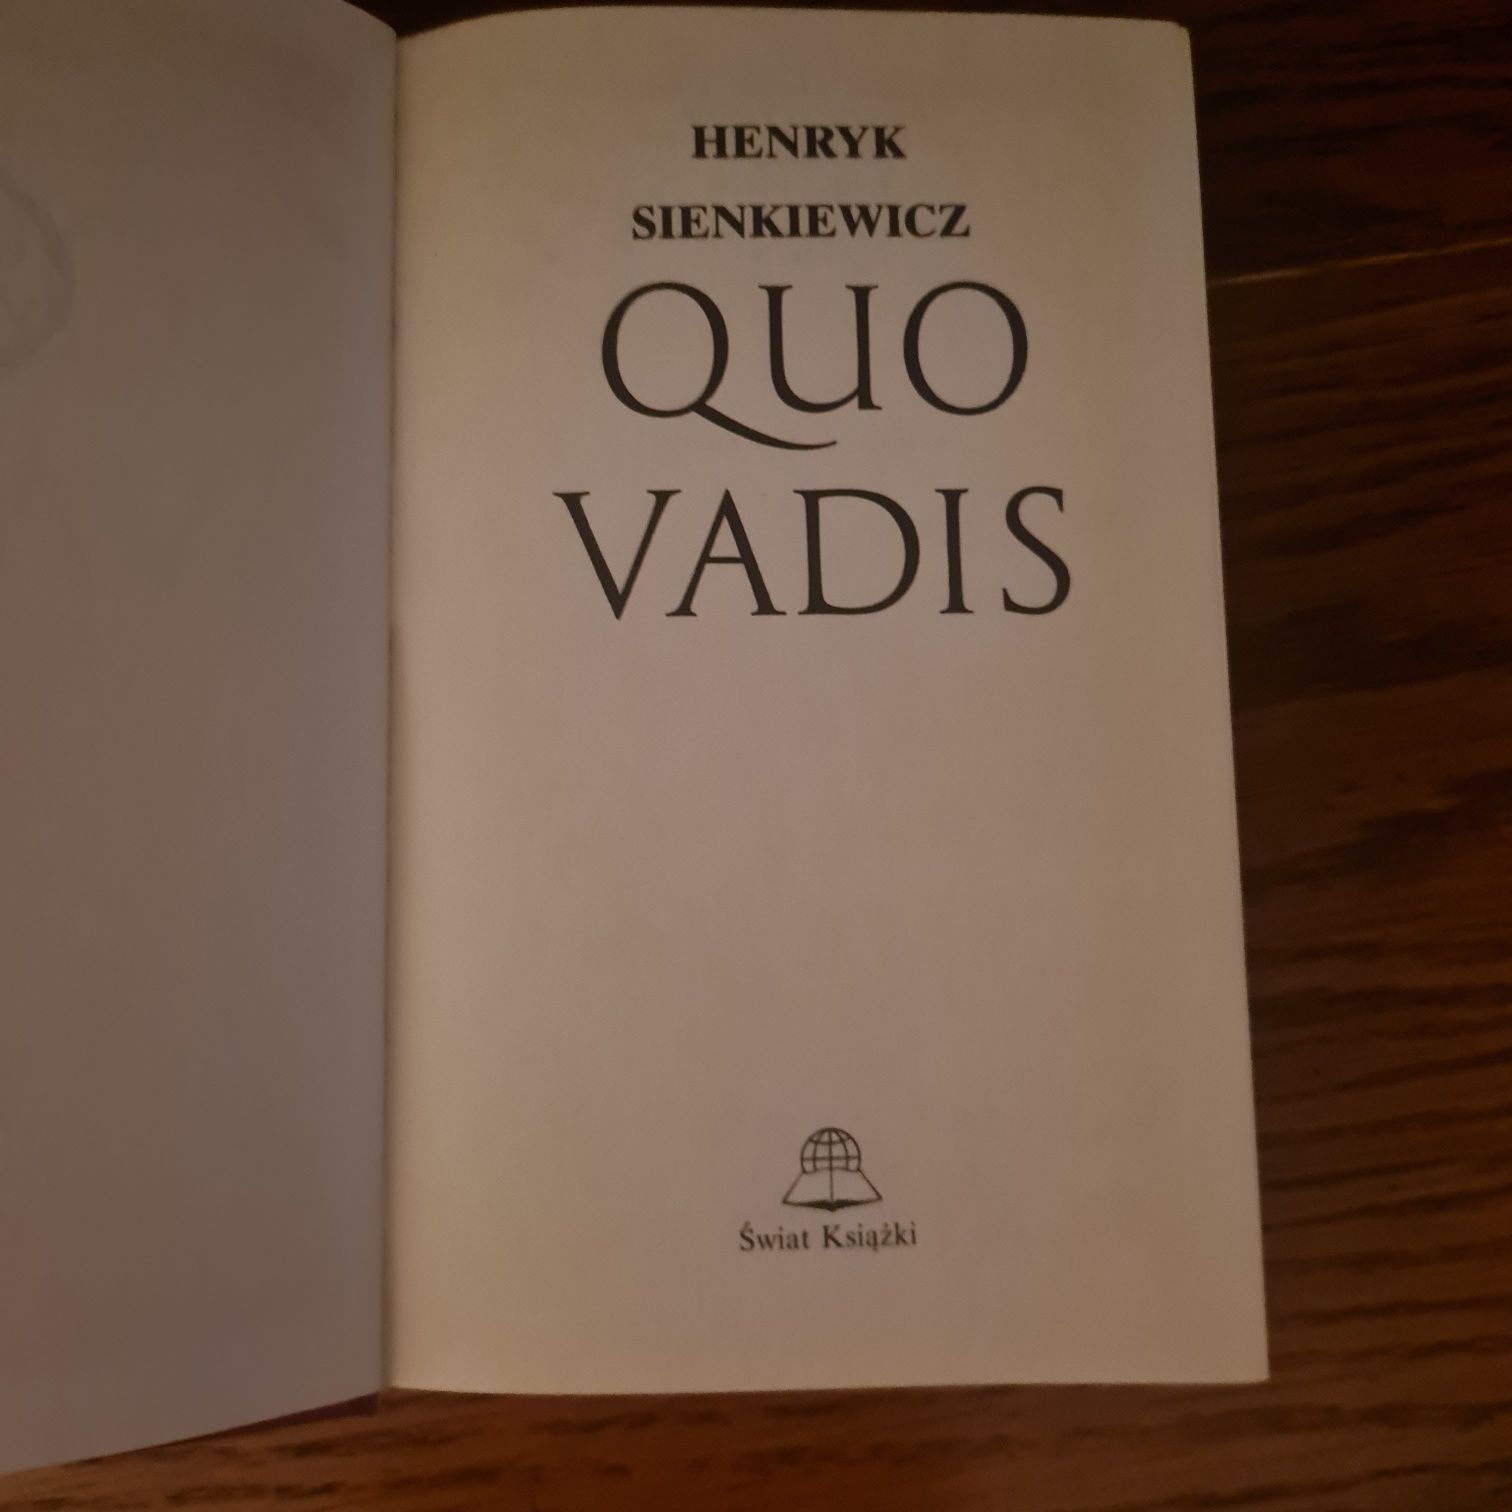 HENRYK
SIENKIEWICZ
QUO
VADIS
Świat Książki